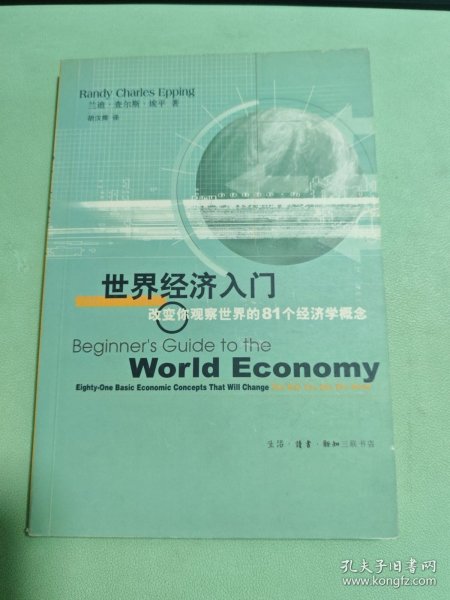 Randy Charles Epping
兰迪·查尔斯·埃平 著
胡汉辉 译
世界经济入门
改变你观察世界的81个经济学概念
Beginner's Guide to the
World Economy
Eighty-One Basic Economic Concepts That Will Change
生活·读书·新知三联书店
孔夫子旧书网
www.kongfz.com